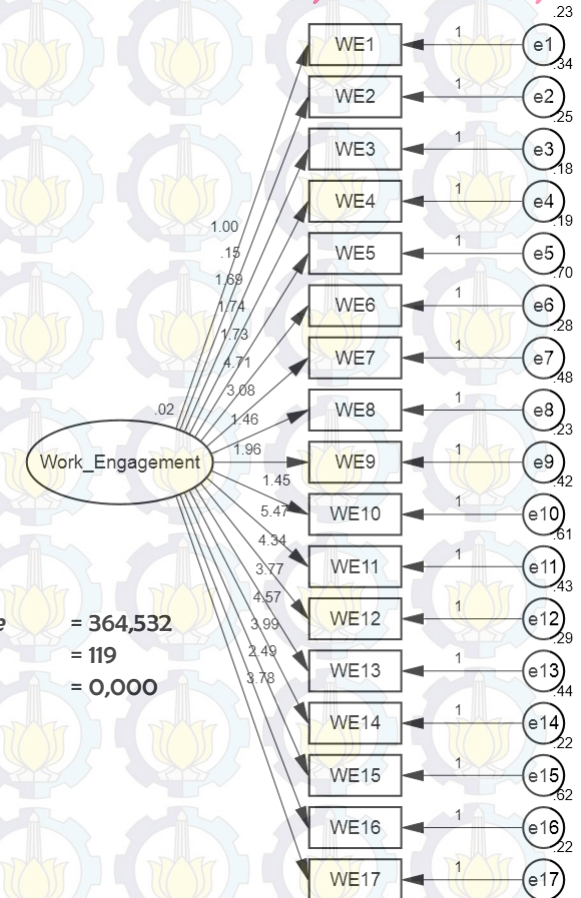 .23
WE1 1 e1
.34
WE2 1 e2
.25
WE3 1 e3
.18
WE4 1 e4
.19
WE5 1 e5
.70
WE6 1 e6
.28
WE7 1 e7
.48
WE8 1 e8
.23
WE9 1 e9
.42
WE10 1 e10
.61
WE11 1 e11
.43
WE12 1 e12
.29
WE13 1 e13
.44
WE14 1 e14
.22
WE15 1 e15
.62
WE16 1 e16
.22
WE17 1 e17
1.00
.15
1.69
1.74
1.73
4.71
3.08
1.46
1.96
1.45
5.47
4.34
3.77
4.57
3.99
2.49
3.78
.02
Work_Engagement
e = 364,532
= 119
= 0,000